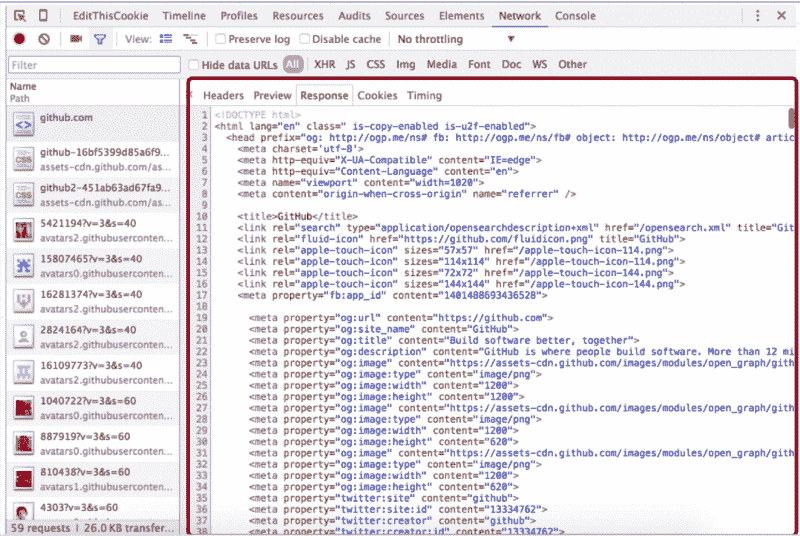 EditThisCookie Timeline Profiles Resources Audits Sources Elements Network Console
View: Preserve log Disable cache No throttling
Filter Hide data URLs All XHR JS CSS Img Media Font Doc WS Other
Name
Path
github.com
github-16bf5399d85a6f9...
assets-cdn.github.com/as...
github2-451ab63ad67fa9...
assets-cdn.github.com/as...
5421194?v=3&s=40
avatars2.githubuserconten...
15807465?v=3&s=40
avatars0.githubuserconten...
16281374?v=3&s=40
avatars2.githubuserconten...
2824164?v=3&s=40
avatars2.githubuserconten...
16109773?v=3&s=40
avatars2.githubuserconten...
1040722?v=3&s=60
avatars0.githubuserconten...
887919?v=3&s=60
avatars0.githubuserconten...
810438?v=3&s=60
avatars1.githubuserconten...
4303?v=3&s=60
59 requests | 26.0 KB transfer...
Headers Preview Response Cookies Timing
1 <!DOCTYPE html>
2 <html lang="en" class=" is-copy-enabled is-u2f-enabled">
3 <head prefix="og: http://ogp.me/ns# fb: http://ogp.me/ns/fb# object: http://ogp.me/ns/object# artic
4 <meta charset='utf-8'>
5 <meta http-equiv="X-UA-Compatible" content="IE=edge">
6 <meta http-equiv="Content-Language" content="en">
7 <meta name="viewport" content="width=1020">
8 <meta content="origin-when-cross-origin" name="referrer" />
9
10 <title>GitHub</title>
11 <link rel="search" type="application/opensearchdescription+xml" href="/opensearch.xml" title="Git
12 <link rel="fluid-icon" href="https://github.com/fluidicon.png" title="GitHub">
13 <link rel="apple-touch-icon" sizes="57x57" href="/apple-touch-icon-114.png">
14 <link rel="apple-touch-icon" sizes="114x114" href="/apple-touch-icon-114.png">
15 <link rel="apple-touch-icon" sizes="72x72" href="/apple-touch-icon-144.png">
16 <link rel="apple-touch-icon" sizes="144x144" href="/apple-touch-icon-144.png">
17 <meta property="fb:app_id" content="1401488693436528">
18
19 <meta property="og:url" content="https://github.com">
20 <meta property="og:site_name" content="GitHub">
21 <meta property="og:title" content="Build software better, together">
22 <meta property="og:description" content="GitHub is where people build software. More than 12 mi
23 <meta property="og:image" content="https://assets-cdn.github.com/images/modules/open_graph/gith
24 <meta property="og:image:type" content="image/png">
25 <meta property="og:image:width" content="1200">
26 <meta property="og:image:height" content="1200">
27 <meta property="og:image" content="https://assets-cdn.github.com/images/modules/open_graph/gith
28 <meta property="og:image:type" content="image/png">
29 <meta property="og:image:width" content="1200">
30 <meta property="og:image:height" content="620">
31 <meta property="og:image" content="https://assets-cdn.github.com/images/modules/open_graph/gith
32 <meta property="og:image:type" content="image/png">
33 <meta property="og:image:width" content="1200">
34 <meta property="og:image:height" content="620">
35 <meta property="twitter:site" content="github">
36 <meta property="twitter:site:id" content="13334762">
37 <meta property="twitter:creator" content="github">
38 <meta property="twitter:creator:id" content="13334762">